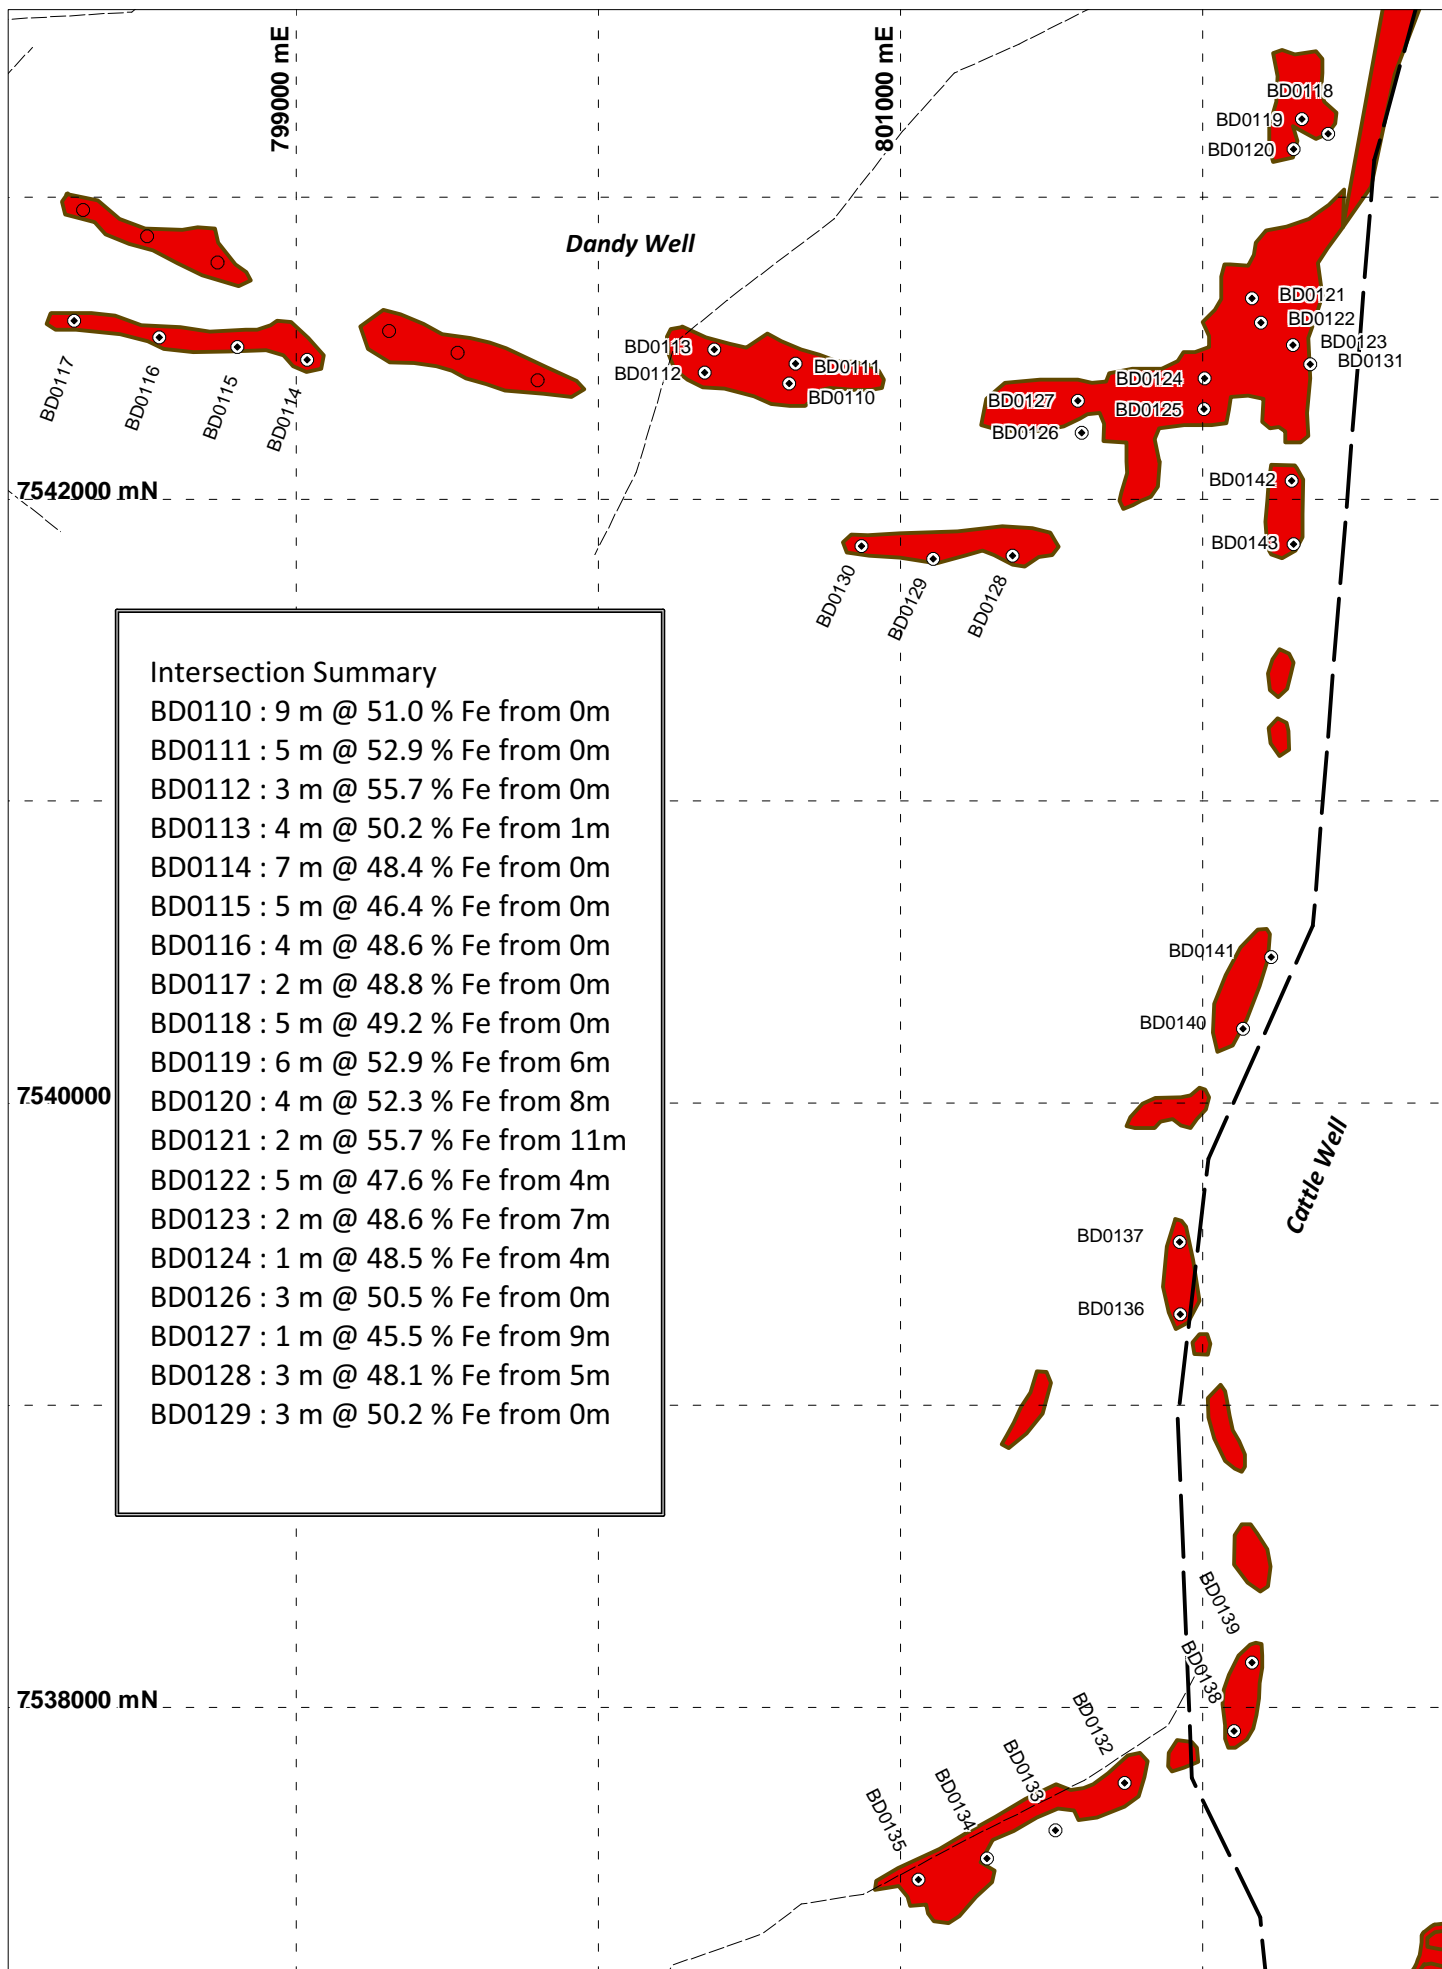 799000 mE
801000 mE
BD0118
BD0119
BD0120
Dandy Well
BD0121
BD0122
BD0123
BD0131
BD0113
BD0112
BD0111
BD0110
BD0124
BD0127
BD0125
BD0126
BD0117
BD0116
BD0115
BD0114
7542000 mN
BD0142
BD0143
BD0130
BD0129
BD0128
Intersection Summary
BD0110 : 9 m @ 51.0 % Fe from 0m
BD0111 : 5 m @ 52.9 % Fe from 0m
BD0112 : 3 m @ 55.7 % Fe from 0m
BD0113 : 4 m @ 50.2 % Fe from 1m
BD0114 : 7 m @ 48.4 % Fe from 0m
BD0115 : 5 m @ 46.4 % Fe from 0m
BD0116 : 4 m @ 48.6 % Fe from 0m
BD0117 : 2 m @ 48.8 % Fe from 0m
BD0118 : 5 m @ 49.2 % Fe from 0m
BD0119 : 6 m @ 52.9 % Fe from 6m
BD0120 : 4 m @ 52.3 % Fe from 8m
BD0121 : 2 m @ 55.7 % Fe from 11m
BD0122 : 5 m @ 47.6 % Fe from 4m
BD0123 : 2 m @ 48.6 % Fe from 7m
BD0124 : 1 m @ 48.5 % Fe from 4m
BD0126 : 3 m @ 50.5 % Fe from 0m
BD0127 : 1 m @ 45.5 % Fe from 9m
BD0128 : 3 m @ 48.1 % Fe from 5m
BD0129 : 3 m @ 50.2 % Fe from 0m
BD0141
BD0140
7540000
Cattle Well
BD0137
BD0136
BD0139
BD0138
7538000 mN
BD0132
BD0133
BD0134
BD0135